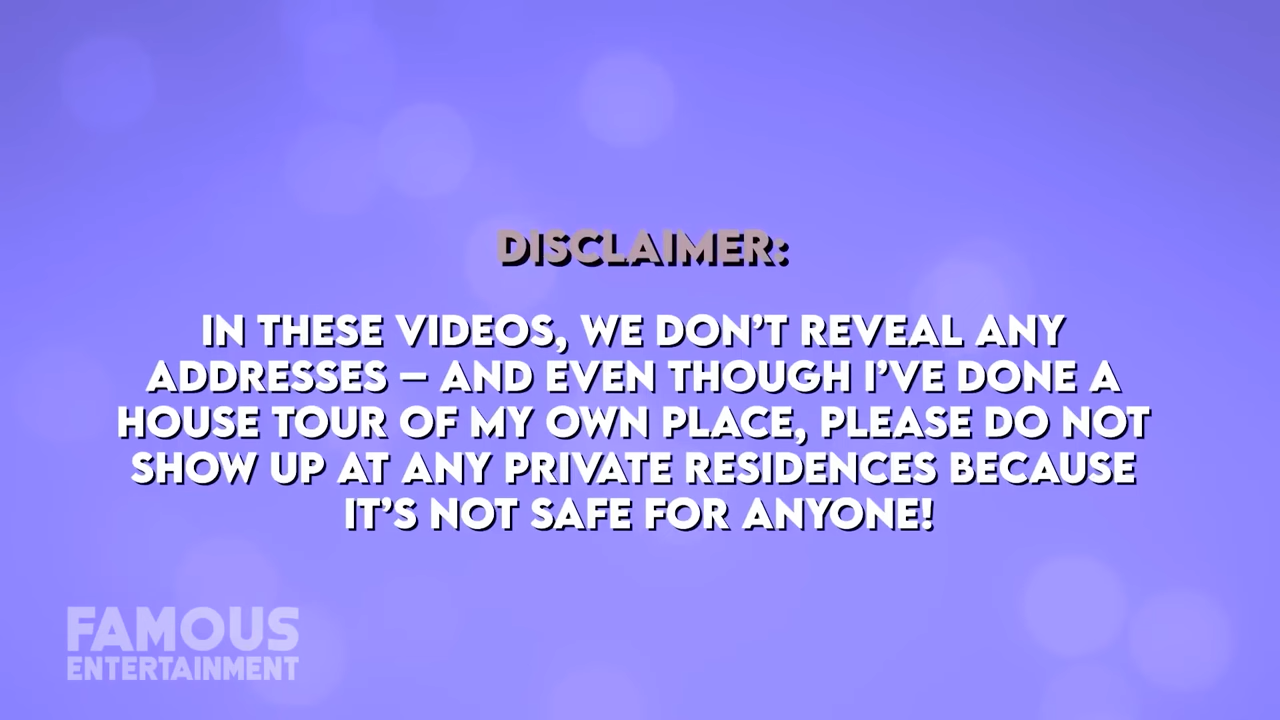 DISCLAIMER:
IN THESE VIDEOS, WE DON'T REVEAL ANY
ADDRESSES – AND EVEN THOUGH I'VE DONE A
HOUSE TOUR OF MY OWN PLACE, PLEASE DO NOT
SHOW UP AT ANY PRIVATE RESIDENCES BECAUSE
IT'S NOT SAFE FOR ANYONE!
FAMOUS
ENTERTAINMENT